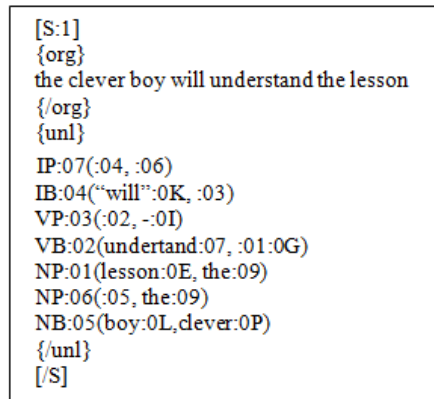 [S:1]
{org}
the clever boy will understand the lesson
{/org}
{unl}
IP:07(:04, :06)
IB:04(“will”:0K, :03)
VP:03(:02, -:0I)
VB:02(undertand:07, :01:0G)
NP:01(lesson:0E, the:09)
NP:06(:05, the:09)
NB:05(boy:0L,clever:0P)
{/unl}
[/S]